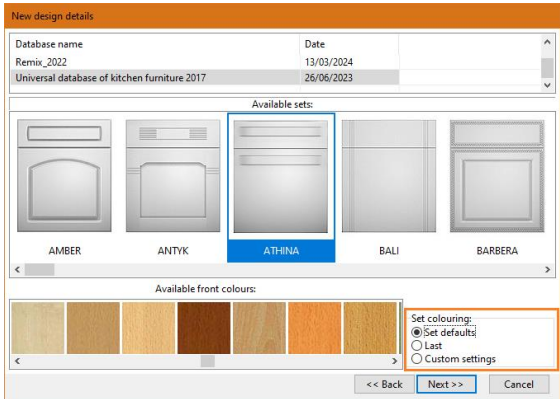 New design details
Database name Date
Remix_2022 13/03/2024
Universal database of kitchen furniture 2017 26/06/2023
Available sets:
AMBER ANTYK ATHINA BALI BARBERA
Available front colours:
Set colouring:
Set defaults
Last
Custom settings
<< Back Next >> Cancel